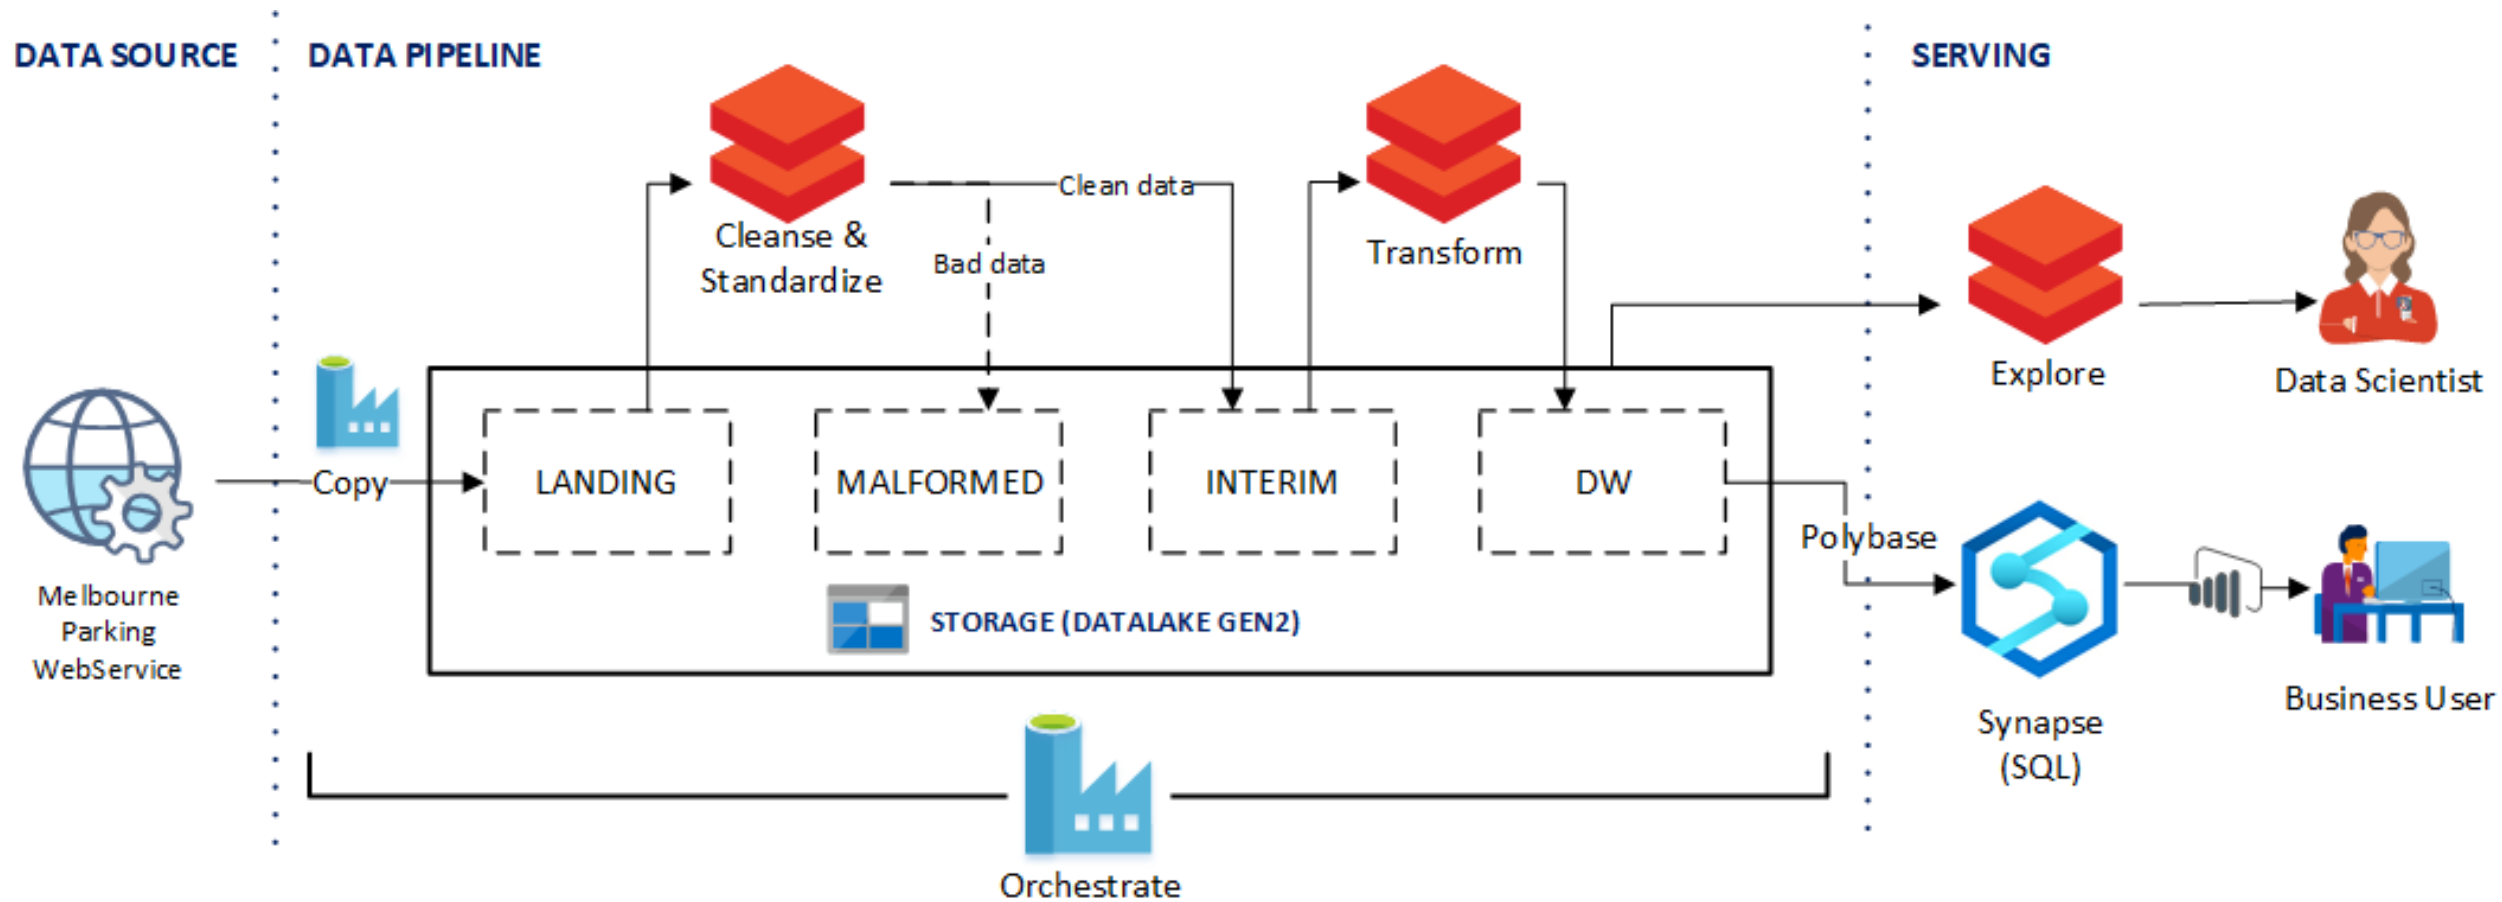 DATA SOURCE
DATA PIPELINE
SERVING
Cleanse &
Standardize
Clean data
Bad data
Transform
Explore
Data Scientist
Copy
LANDING
MALFORMED
INTERIM
DW
Polybase
STORAGE (DATALAKE GEN2)
Melbourne
Parking
WebService
Synapse
(SQL)
Business User
Orchestrate